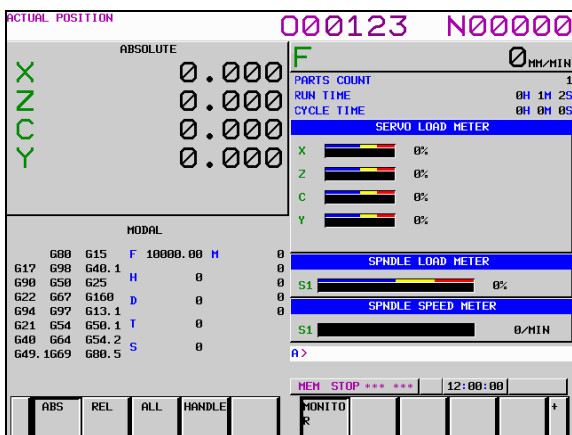 ACTUAL POSITION O00123 N00000
ABSOLUTE
X 0.000
Z 0.000
C 0.000
Y 0.000
F 0 MM/MIN
PARTS COUNT 1
RUN TIME 0H 1M 2S
CYCLE TIME 0H 0M 0S
SERVO LOAD METER
X 0%
Z 0%
C 0%
Y 0%
MODAL
G80 G15 F 10000.00 M 0
G17 G98 G40.1 0
G90 G50 G25 H 0 0
G22 G67 G160 D 0 0
G94 G97 G13.1 0
G21 G54 G50.1 T 0
G40 G64 G54.2 S 0
G49.1 G69 G80.5
SPNDLE LOAD METER
S1 0%
SPNDLE SPEED METER
S1 0/MIN
A>
MEM STOP *** *** 12:00:00
ABS REL ALL HANDLE MONITO +
R